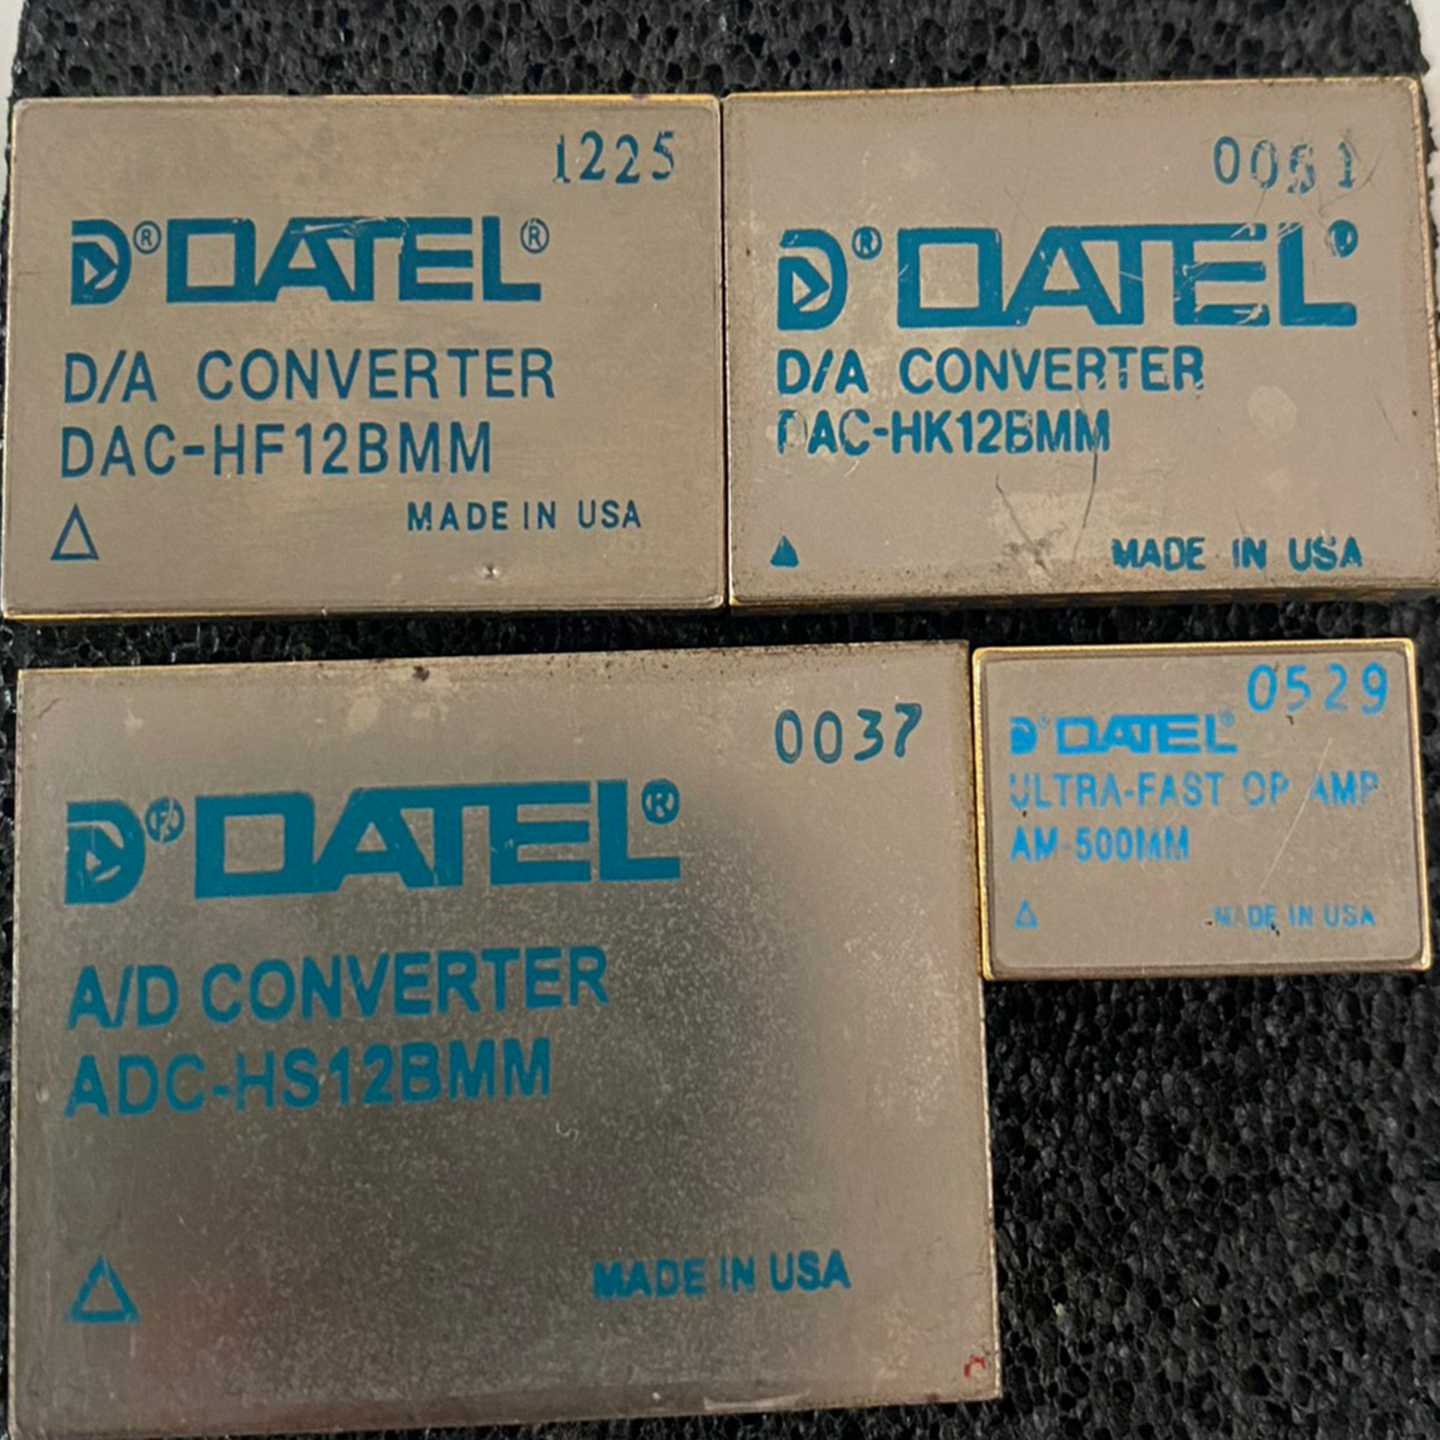 1225
D® DATEL®
D/A CONVERTER
DAC-HF12BMM
MADE IN USA
D® DATEL®
D/A CONVERTER
DAC-HK12BMM
MADE IN USA
0037
D® DATEL®
A/D CONVERTER
ADC-HS12BMM
MADE IN USA
0529
D® DATEL®
ULTRA-FAST OP AMP
AM-500MM
MADE IN USA